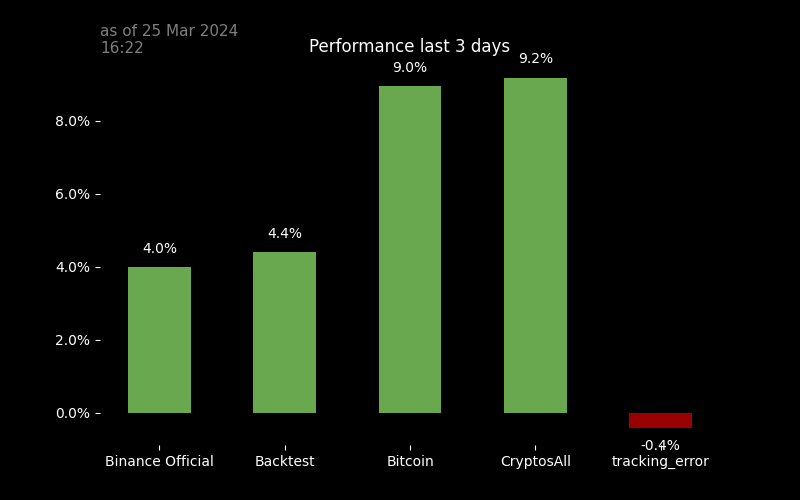 as of 25 Mar 2024
16:22
Performance last 3 days
9.2%
9.0%
8.0%
6.0%
4.4%
4.0%
4.0%
2.0%
0.0%
-0.4%
Binance Official
Backtest
Bitcoin
CryptosAll
tracking_error